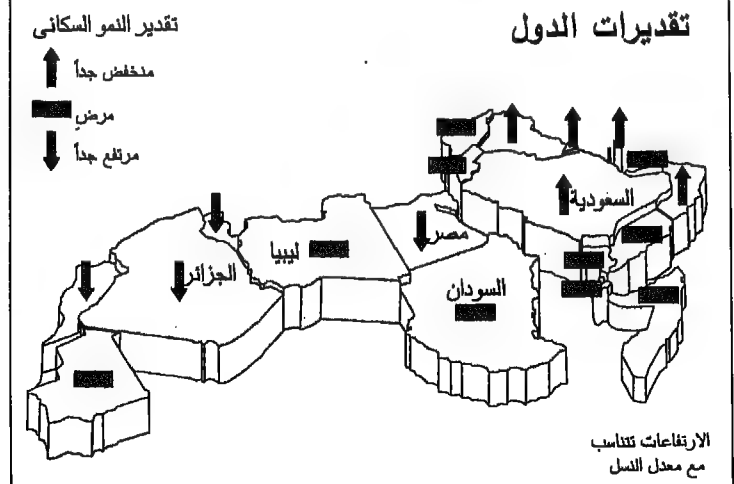 تقديرات الدول
تقدير النمو السكانى
منخفض جداً
مرضٍ
مرتفع جداً
السعودية
مصر
ليبيا
الجزائر
السودان
الارتفاعات تتناسب
مع معدل النسل